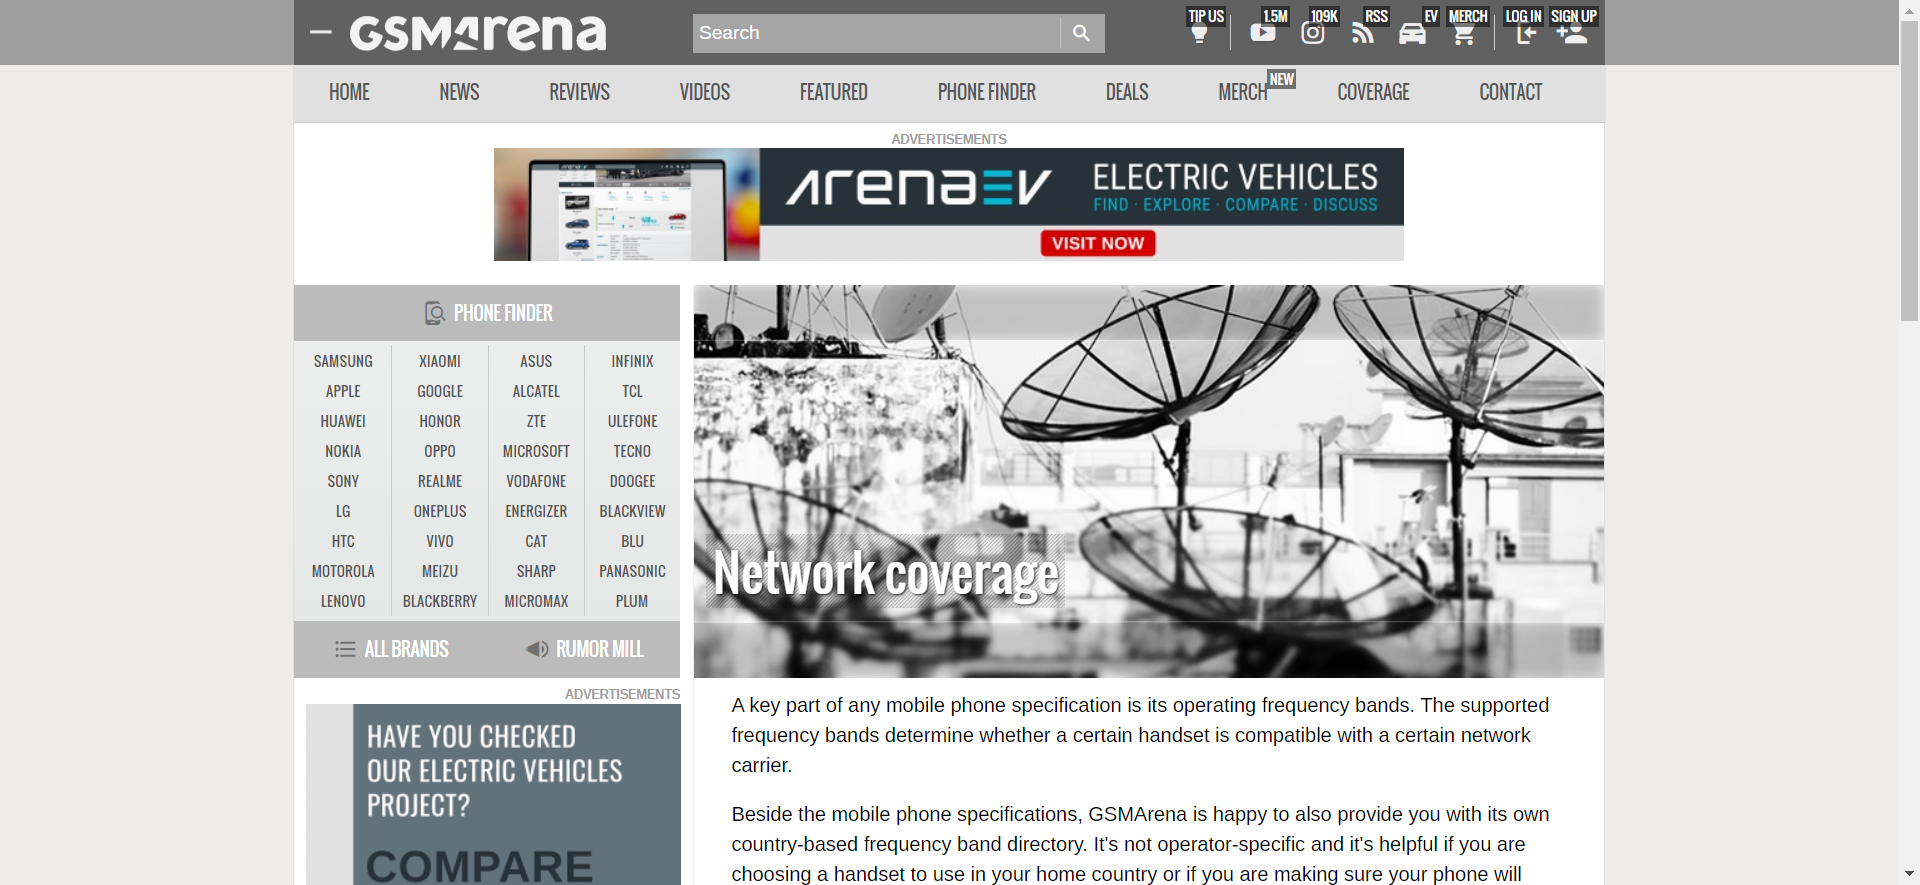 GSMArena
Search
TIP US
1.5M
109K
RSS
EV
MERCH
LOG IN
SIGN UP
HOME
NEWS
REVIEWS
VIDEOS
FEATURED
PHONE FINDER
DEALS
MERCH
NEW
COVERAGE
CONTACT
ADVERTISEMENTS
ArenaEV
ELECTRIC VEHICLES
FIND · EXPLORE · COMPARE · DISCUSS
VISIT NOW
PHONE FINDER
SAMSUNG XIAOMI ASUS INFINIX
APPLE GOOGLE ALCATEL TCL
HUAWEI HONOR ZTE ULEFONE
NOKIA OPPO MICROSOFT TECNO
SONY REALME VODAFONE DOOGEE
LG ONEPLUS ENERGIZER BLACKVIEW
HTC VIVO CAT BLU
MOTOROLA MEIZU SHARP PANASONIC
LENOVO BLACKBERRY MICROMAX PLUM
ALL BRANDS
RUMOR MILL
ADVERTISEMENTS
HAVE YOU CHECKED
OUR ELECTRIC VEHICLES
PROJECT?
COMPARE
Network coverage
A key part of any mobile phone specification is its operating frequency bands. The supported
frequency bands determine whether a certain handset is compatible with a certain network
carrier.
Beside the mobile phone specifications, GSMArena is happy to also provide you with its own
country-based frequency band directory. It's not operator-specific and it's helpful if you are
choosing a handset to use in your home country or if you are making sure your phone will